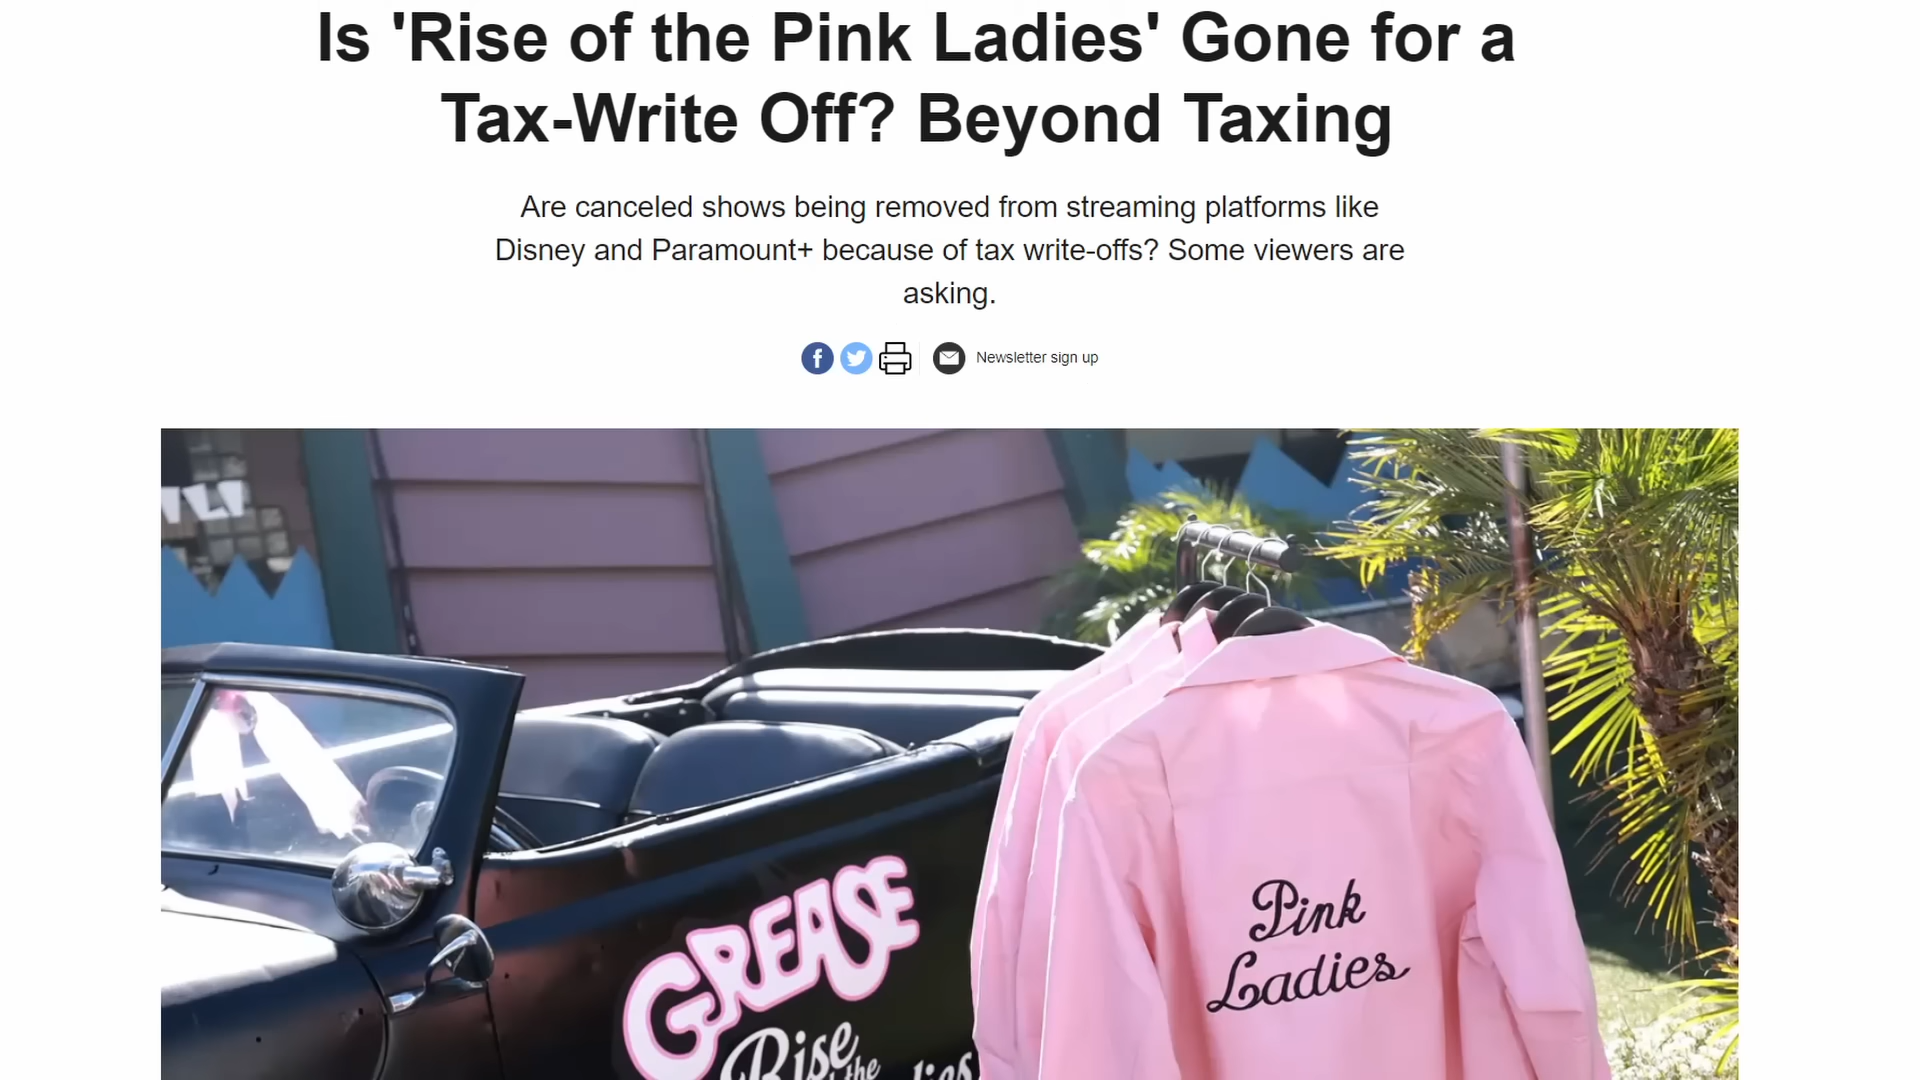 Is 'Rise of the Pink Ladies' Gone for a
Tax-Write Off? Beyond Taxing
Are canceled shows being removed from streaming platforms like
Disney and Paramount+ because of tax write-offs? Some viewers are
asking.
Newsletter sign up
GREASE
Rise
the
Pink
Ladies